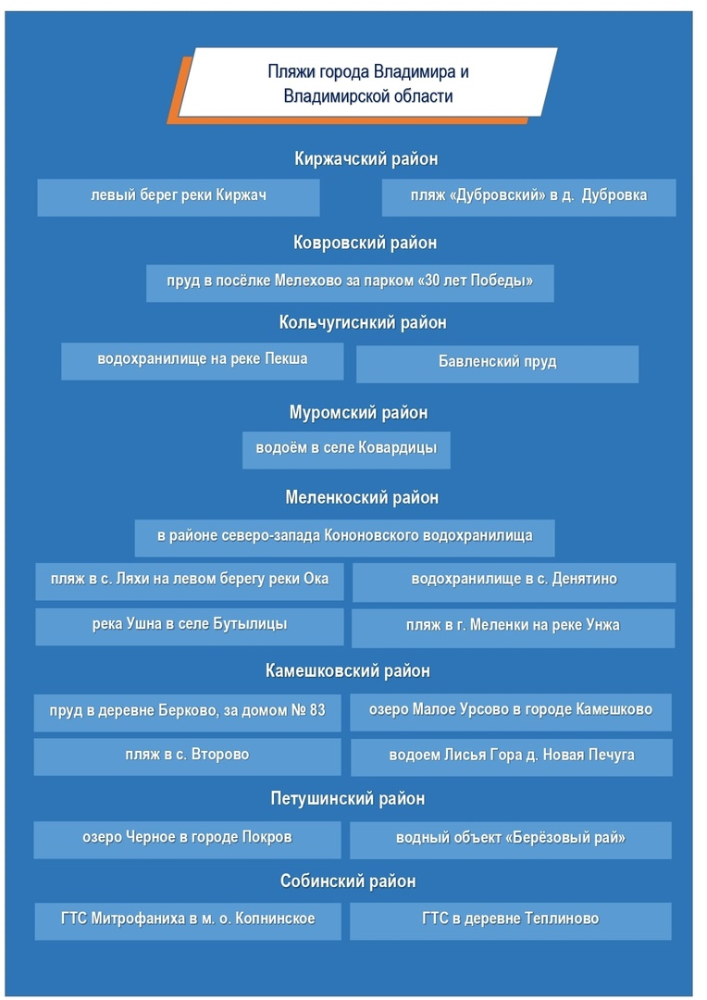 Пляжи города Владимира и
Владимирской области
Киржачский район
левый берег реки Киржач
пляж «Дубровский» в д. Дубровка
Ковровский район
пруд в посёлке Мелехово за парком «30 лет Победы»
Кольчугиснкий район
водохранилище на реке Пекша
Бавленский пруд
Муромский район
водоём в селе Ковардицы
Меленкоский район
в районе северо-запада Кононовского водохранилища
пляж в с. Ляхи на левом берегу реки Ока
водохранилище в с. Денятино
река Ушна в селе Бутылицы
пляж в г. Меленки на реке Унжа
Камешковский район
пруд в деревне Берково, за домом № 83
озеро Малое Урсово в городе Камешково
пляж в с. Второво
водоем Лисья Гора д. Новая Печуга
Петушинский район
озеро Черное в городе Покров
водный объект «Берёзовый рай»
Собинский район
ГТС Митрофаниха в м. о. Копнинское
ГТС в деревне Теплиново